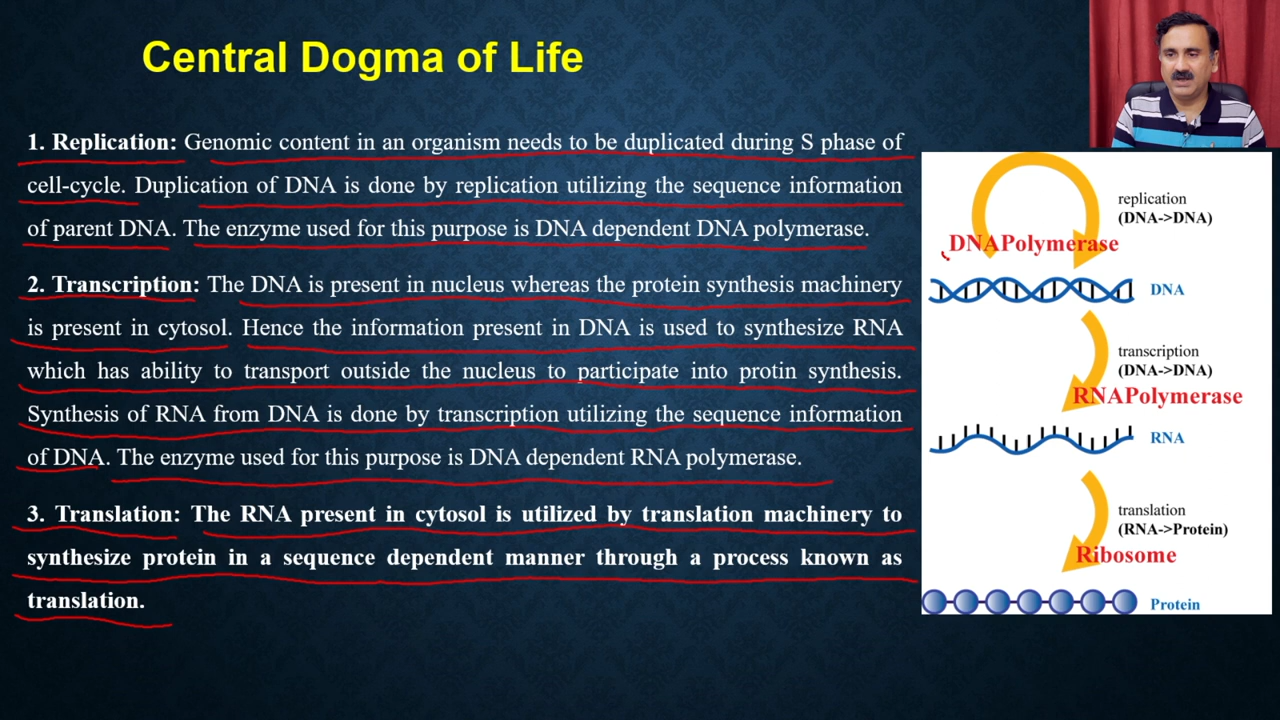 Central Dogma of Life
1. Replication: Genomic content in an organism needs to be duplicated during S phase of
cell-cycle. Duplication of DNA is done by replication utilizing the sequence information
of parent DNA. The enzyme used for this purpose is DNA dependent DNA polymerase.
2. Transcription: The DNA is present in nucleus whereas the protein synthesis machinery
is present in cytosol. Hence the information present in DNA is used to synthesize RNA
which has ability to transport outside the nucleus to participate into protin synthesis.
Synthesis of RNA from DNA is done by transcription utilizing the sequence information
of DNA. The enzyme used for this purpose is DNA dependent RNA polymerase.
3. Translation: The RNA present in cytosol is utilized by translation machinery to
synthesize protein in a sequence dependent manner through a process known as
translation.
replication
(DNA->DNA)
DNAPolymerase
DNA
transcription
(DNA->DNA)
RNAPolymerase
RNA
translation
(RNA->Protein)
Ribosome
Protein